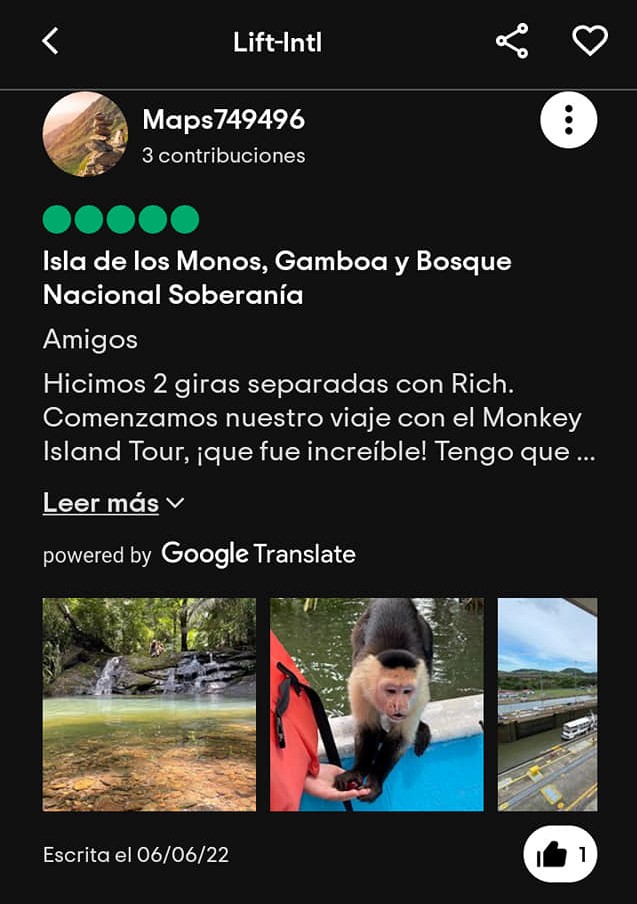 Lift-Intl
Maps749496
3 contribuciones
Isla de los Monos, Gamboa y Bosque
Nacional Soberanía
Amigos
Hicimos 2 giras separadas con Rich.
Comenzamos nuestro viaje con el Monkey
Island Tour, ¡que fue increíble! Tengo que ...
Leer más
powered by Google Translate
Escrita el 06/06/22
1